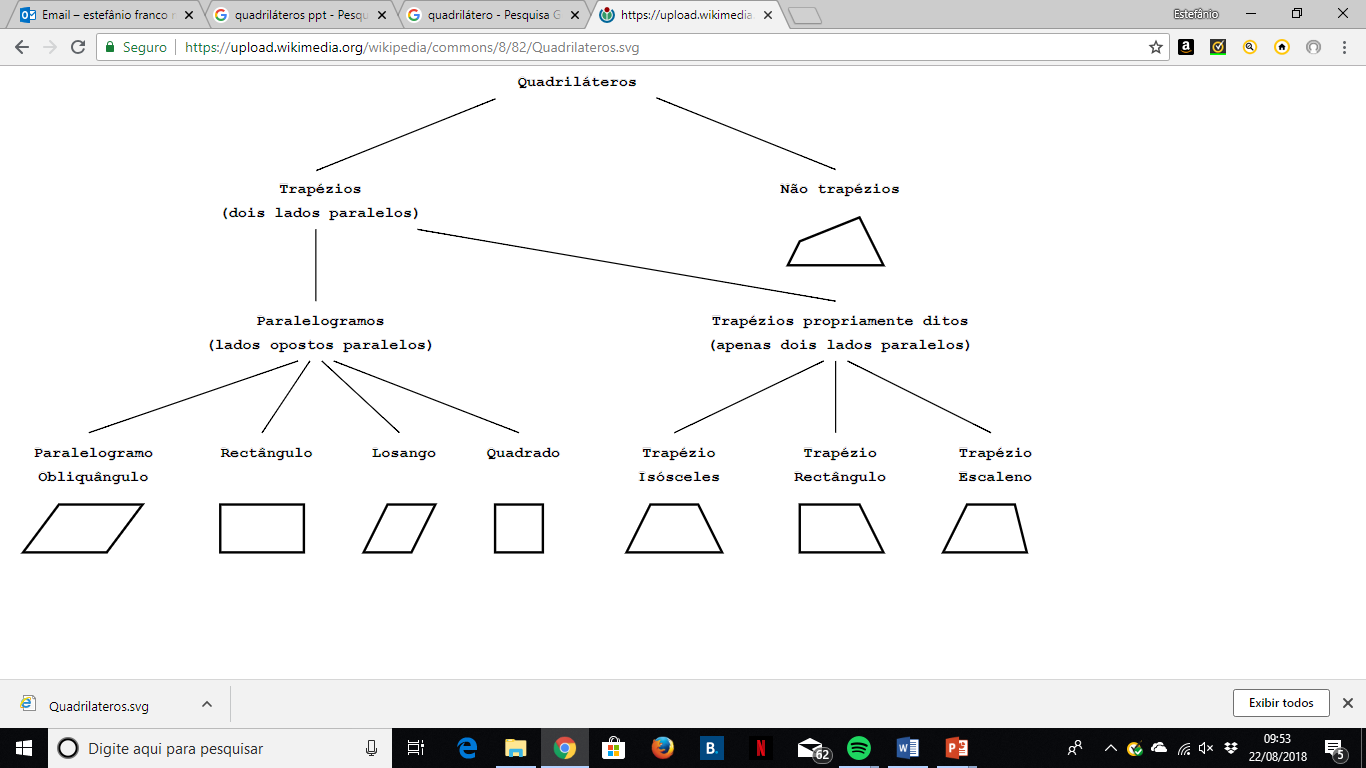 Email – estefânio franco
quadriláteros ppt - Pesqu
quadrilátero - Pesquisa G
https://upload.wikimedia
Estefânio
Seguro
https://upload.wikimedia.org/wikipedia/commons/8/82/Quadrilateros.svg
Quadriláteros
Trapézios
(dois lados paralelos)
Não trapézios
Paralelogramos
(lados opostos paralelos)
Trapézios propriamente ditos
(apenas dois lados paralelos)
Paralelogramo
Obliquângulo
Rectângulo
Losango
Quadrado
Trapézio
Isósceles
Trapézio
Rectângulo
Trapézio
Escaleno
Quadrilateros.svg
Exibir todos
Digite aqui para pesquisar
B.
N
62
09:53
22/08/2018
5